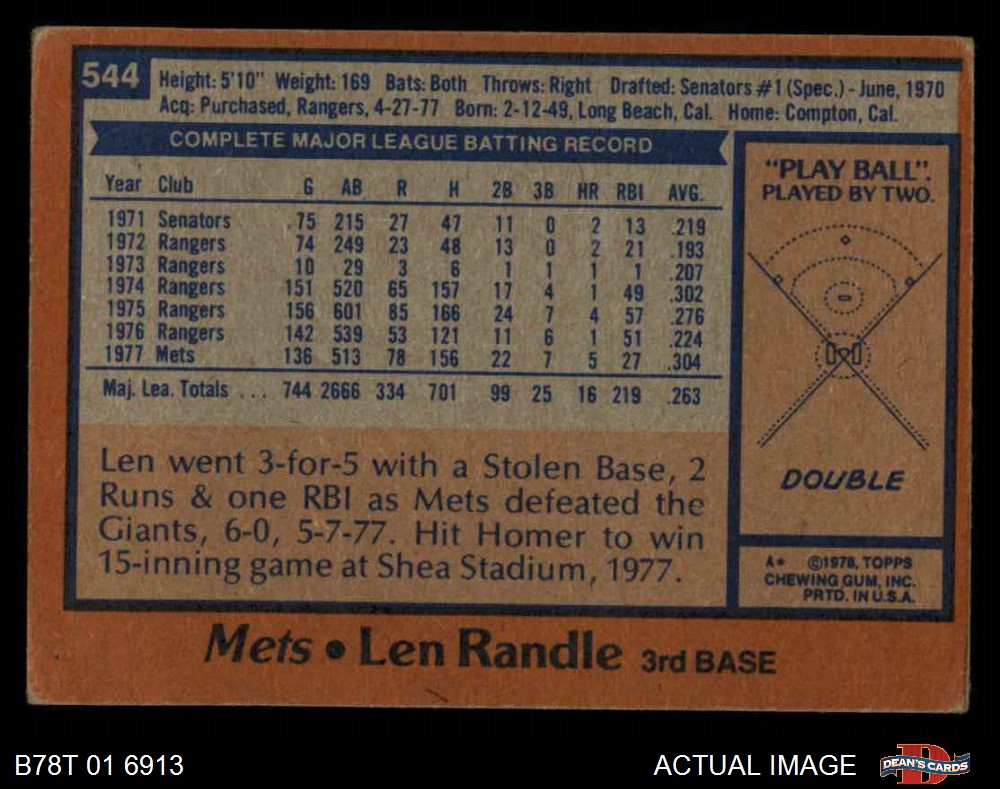 544
Height: 5'10" Weight: 169 Bats: Both Throws: Right Drafted: Senators #1 (Spec.) - June, 1970
Acq: Purchased, Rangers, 4-27-77 Born: 2-12-49, Long Beach, Cal. Home: Compton, Cal.
COMPLETE MAJOR LEAGUE BATTING RECORD
Year Club G AB R H 2B 3B HR RBI AVG.
1971 Senators 75 215 27 47 11 0 2 13 .219
1972 Rangers 74 249 23 48 13 0 2 21 .193
1973 Rangers 10 29 3 6 1 1 1 1 .207
1974 Rangers 151 520 65 157 17 4 1 49 .302
1975 Rangers 156 601 85 166 24 7 4 57 .276
1976 Rangers 142 539 53 121 11 6 1 51 .224
1977 Mets 136 513 78 156 22 7 5 27 .304
Maj. Lea. Totals ... 744 2666 334 701 99 25 16 219 .263
Len went 3-for-5 with a Stolen Base, 2
Runs & one RBI as Mets defeated the
Giants, 6-0, 5-7-77. Hit Homer to win
15-inning game at Shea Stadium, 1977.
"PLAY BALL".
PLAYED BY TWO.
DOUBLE
A* ©1978, TOPPS
CHEWING GUM, INC.
PRTD. IN U.S.A.
Mets • Len Randle 3rd BASE
B78T 01 6913
ACTUAL IMAGE
D
DEAN'S CARDS